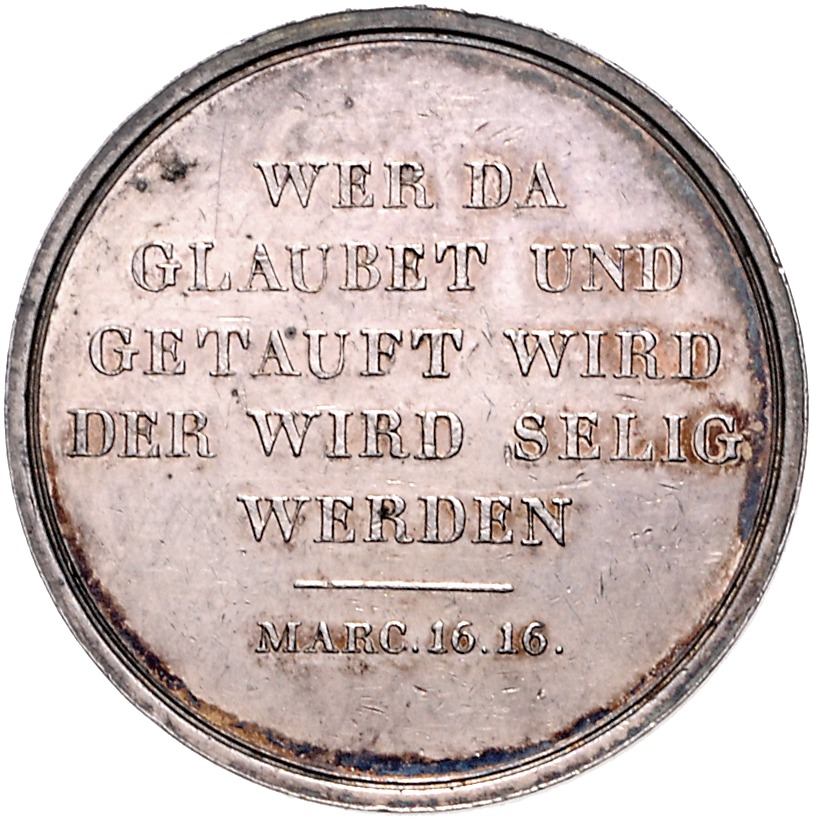 WER DA
GLAUBET UND
GETAUFT WIRD
DER WIRD SELIG
WERDEN
MARC. 16. 16.